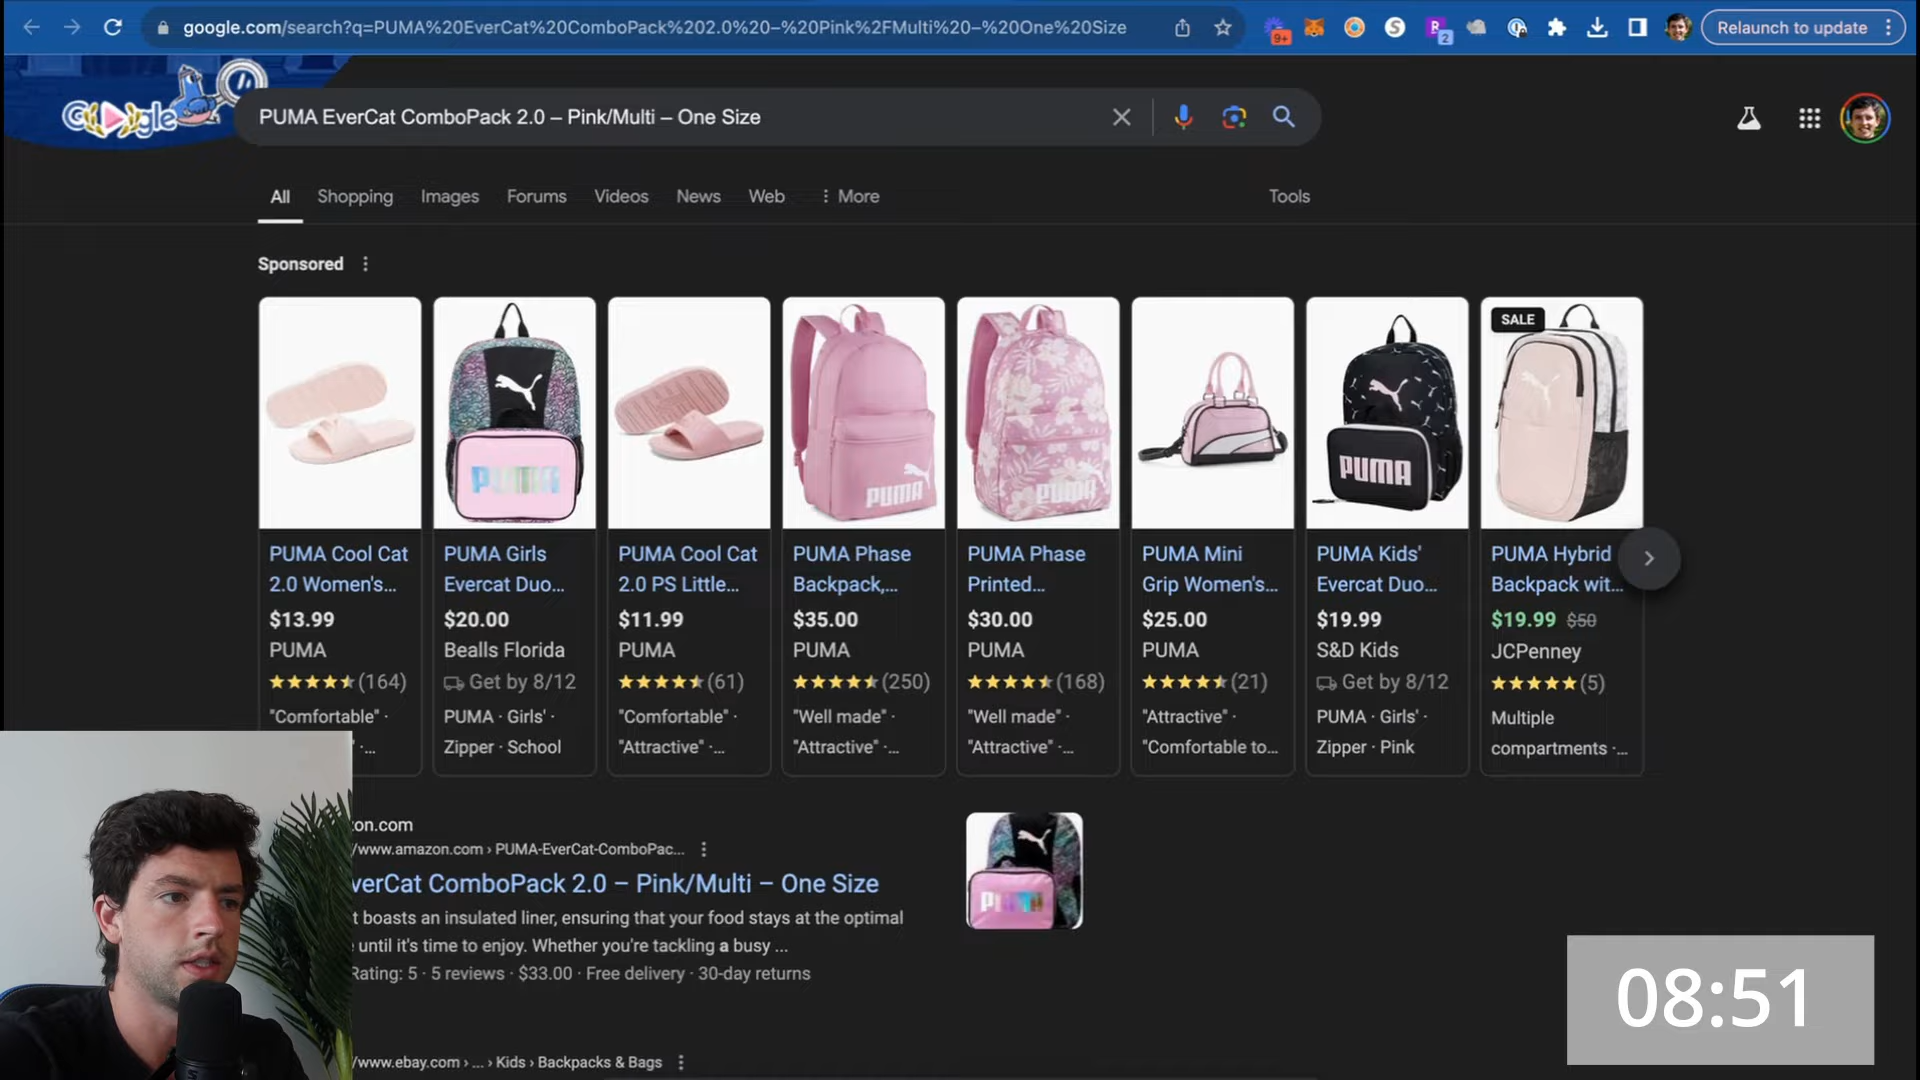 google.com/search?q=PUMA%20EverCat%20ComboPack%202.0%20–%20Pink%2FMulti%20–%20One%20Size
9+
2
Relaunch to update
PUMA EverCat ComboPack 2.0 – Pink/Multi – One Size
All
Shopping
Images
Forums
Videos
News
Web
More
Tools
Sponsored
SALE
PUMA Cool Cat
2.0 Women's...
$13.99
PUMA
(164)
"Comfortable" ·
PUMA Girls
Evercat Duo...
$20.00
Bealls Florida
Get by 8/12
PUMA · Girls' ·
Zipper · School
PUMA Cool Cat
2.0 PS Little...
$11.99
PUMA
(61)
"Comfortable" ·
"Attractive" ·...
PUMA Phase
Backpack,...
$35.00
PUMA
(250)
"Well made" ·
"Attractive" ·...
PUMA Phase
Printed...
$30.00
PUMA
(168)
"Well made" ·
"Attractive" ·...
PUMA Mini
Grip Women's...
$25.00
PUMA
(21)
"Attractive" ·
"Comfortable to...
PUMA Kids'
Evercat Duo...
$19.99
S&D Kids
Get by 8/12
PUMA · Girls' ·
Zipper · Pink
PUMA Hybrid
Backpack wit...
$19.99 $50
JCPenney
(5)
Multiple
compartments ·...
on.com
/www.amazon.com › PUMA-EverCat-ComboPac...
verCat ComboPack 2.0 – Pink/Multi – One Size
t boasts an insulated liner, ensuring that your food stays at the optimal
until it's time to enjoy. Whether you're tackling a busy ...
Rating: 5 · 5 reviews · $33.00 · Free delivery · 30-day returns
/www.ebay.com › ... › Kids › Backpacks & Bags
08:51